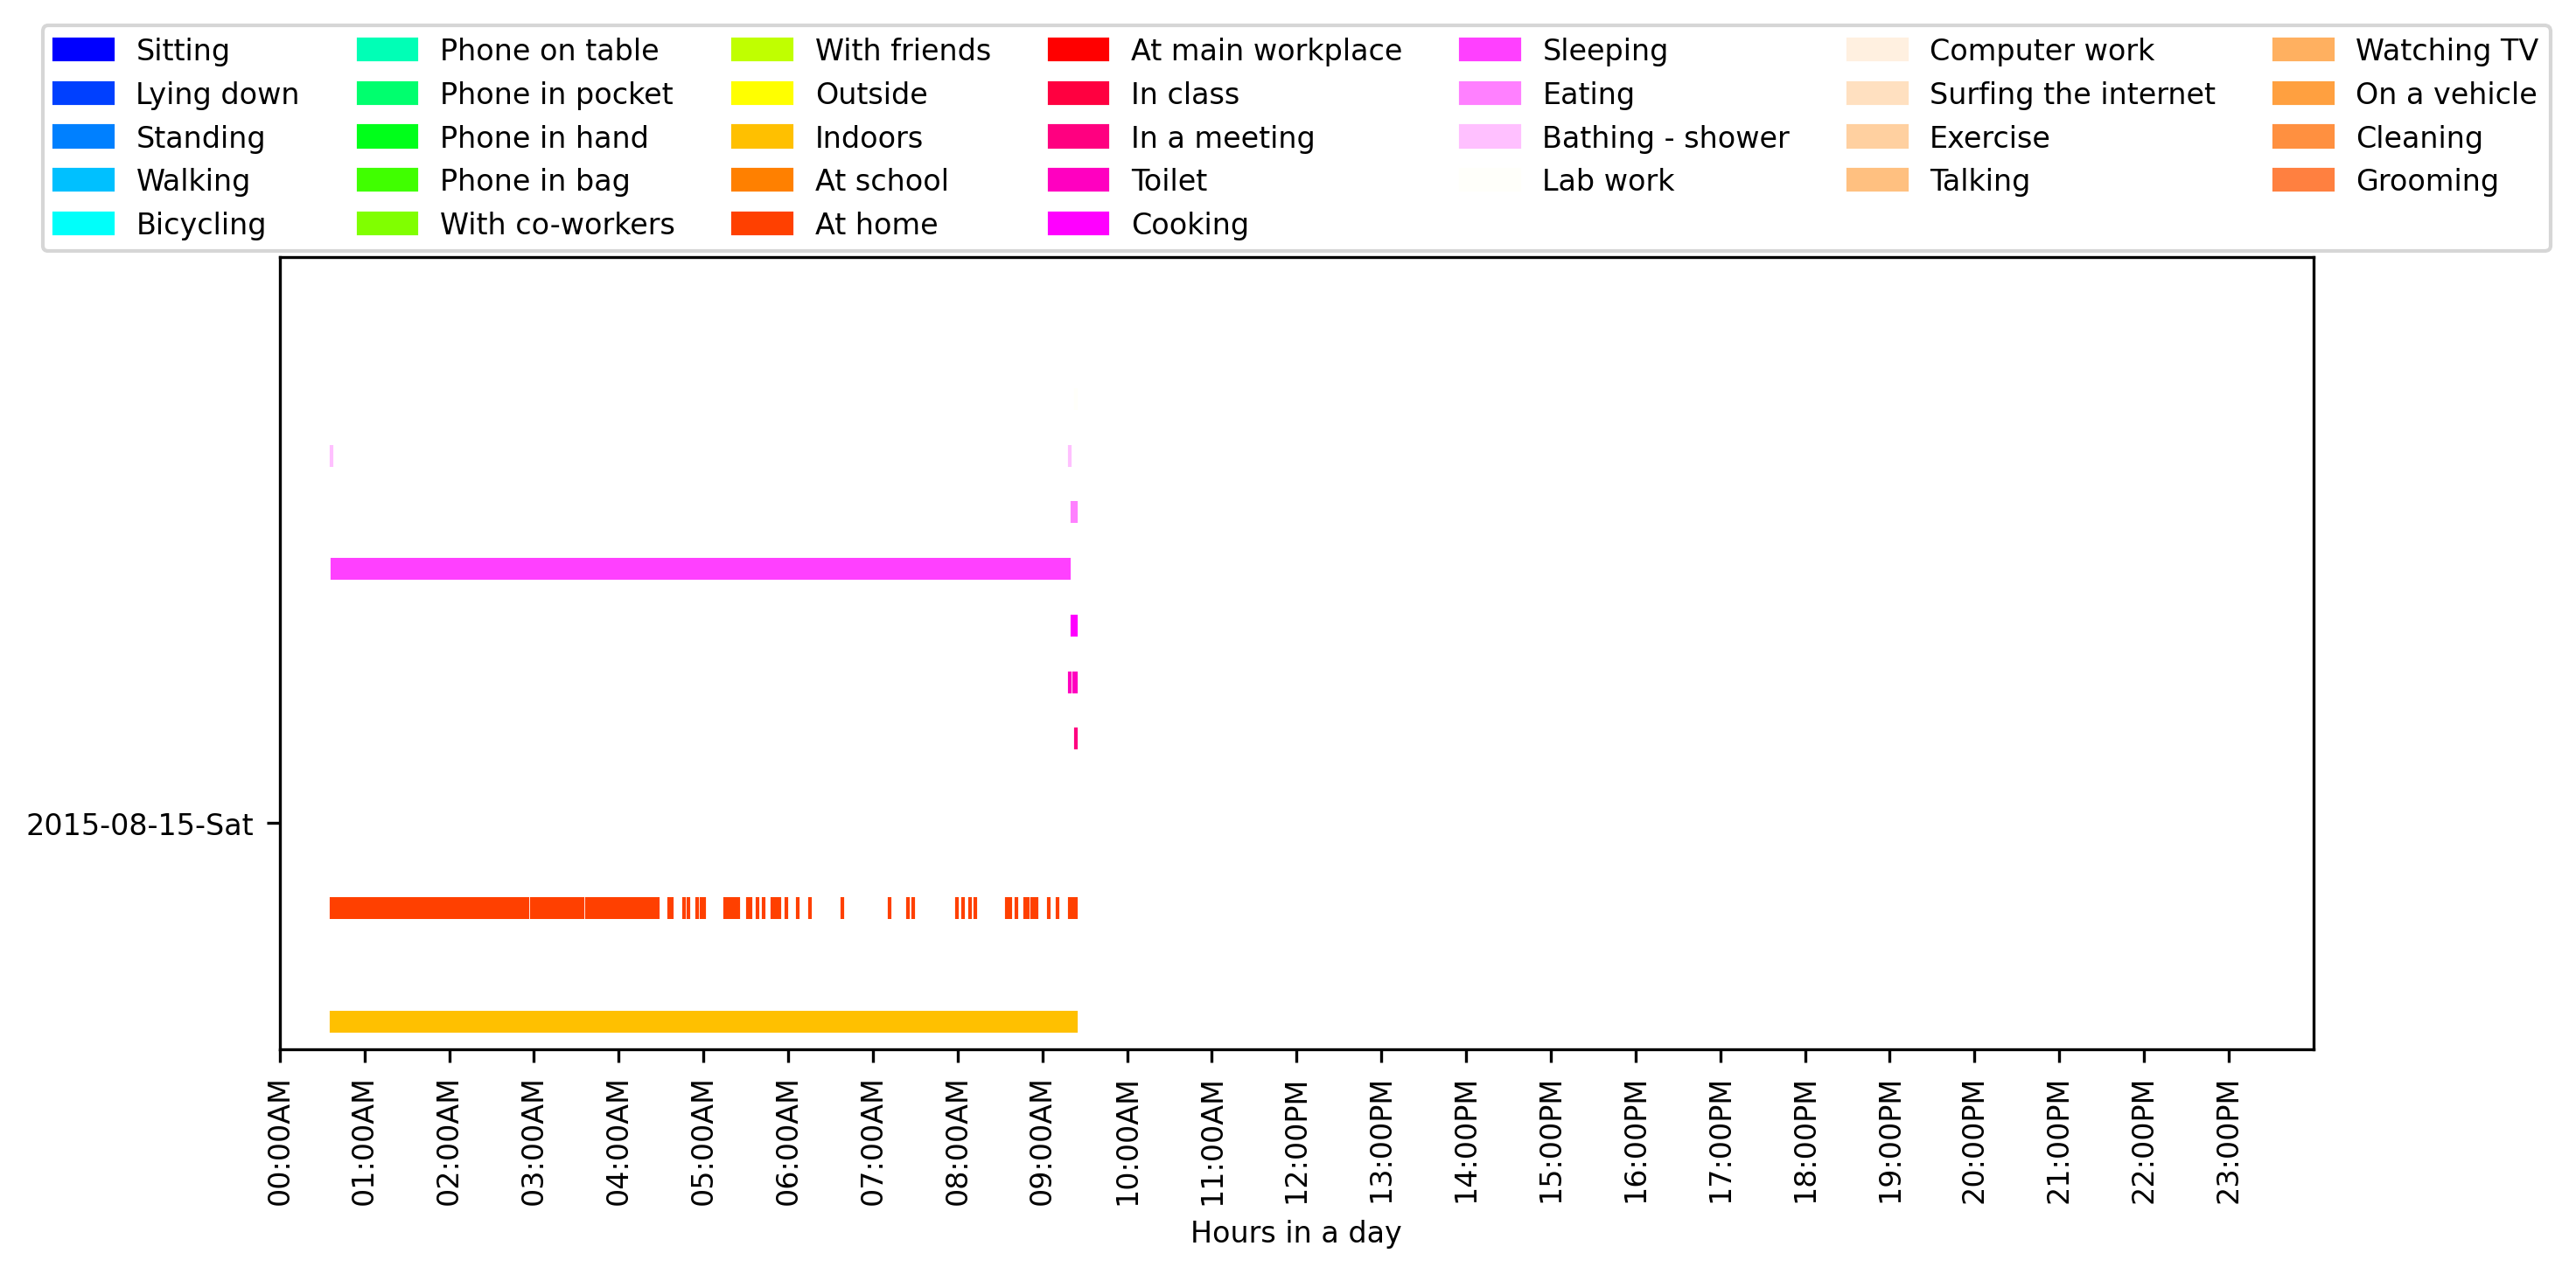 Sitting
Lying down
Standing
Walking
Bicycling
Phone on table
Phone in pocket
Phone in hand
Phone in bag
With co-workers
With friends
Outside
Indoors
At school
At home
At main workplace
In class
In a meeting
Toilet
Cooking
Sleeping
Eating
Bathing - shower
Lab work
Computer work
Surfing the internet
Exercise
Talking
Watching TV
On a vehicle
Cleaning
Grooming
2015-08-15-Sat
00:00AM
01:00AM
02:00AM
03:00AM
04:00AM
05:00AM
06:00AM
07:00AM
08:00AM
09:00AM
10:00AM
11:00AM
12:00PM
13:00PM
14:00PM
15:00PM
16:00PM
17:00PM
18:00PM
19:00PM
20:00PM
21:00PM
22:00PM
23:00PM
Hours in a day